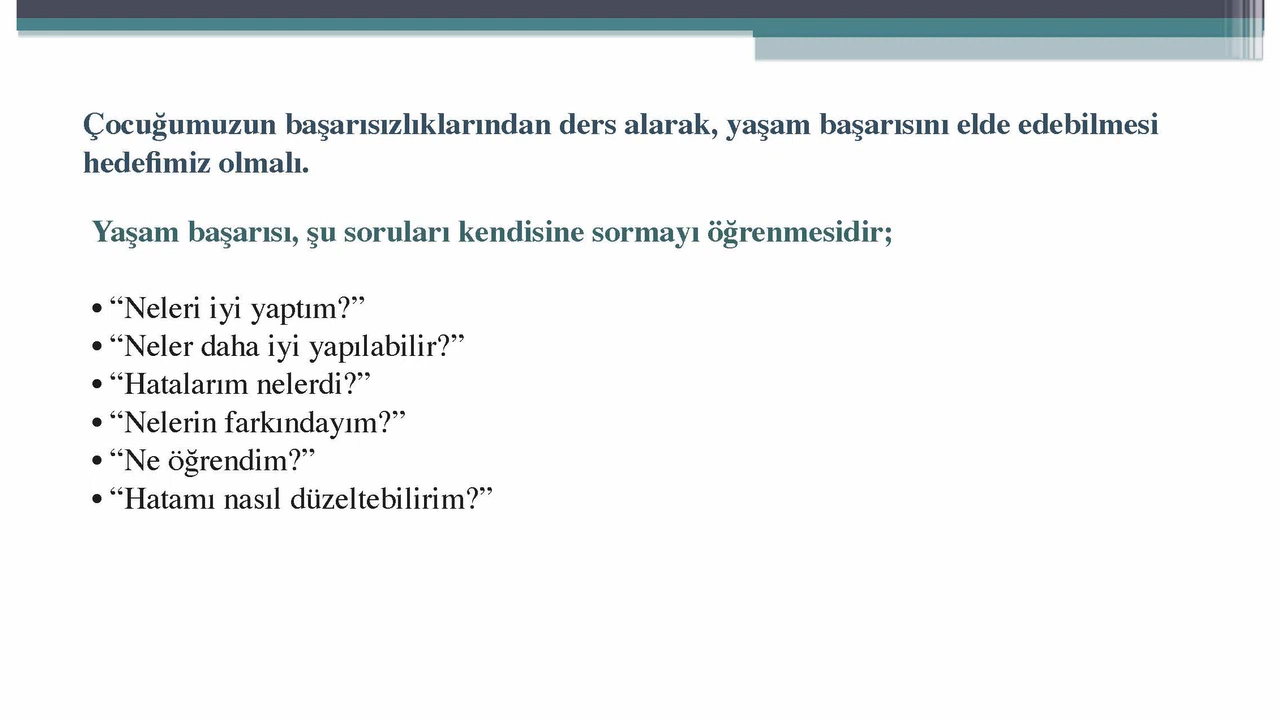 Çocuğumuzun başarısızlıklarından ders alarak, yaşam başarısını elde edebilmesi
hedefimiz olmalı.
Yaşam başarısı, şu soruları kendisine sormayı öğrenmesidir;
• “Neleri iyi yaptım?”
• “Neler daha iyi yapılabilir?”
• “Hatalarım nelerdi?”
• “Nelerin farkındayım?”
• “Ne öğrendim?”
• “Hatamı nasıl düzeltebilirim?”